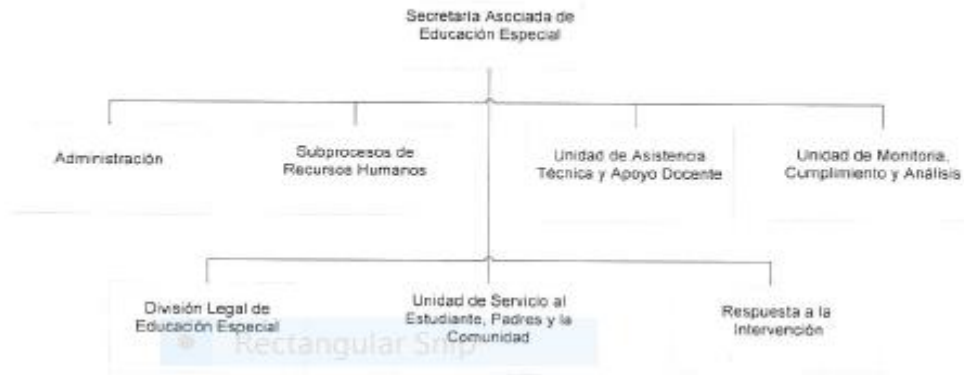 Secretaria Asociada de
Educación Especial
Administración
Subprocesos de
Recursos Humanos
Unidad de Asistencia
Técnica y Apoyo Docente
Unidad de Monitoria,
Cumplimiento y Análisis
División Legal de
Educación Especial
Unidad de Servicio al
Estudiante, Padres y la
Comunidad
Respuesta a la
Intervención
Rectangular Snip